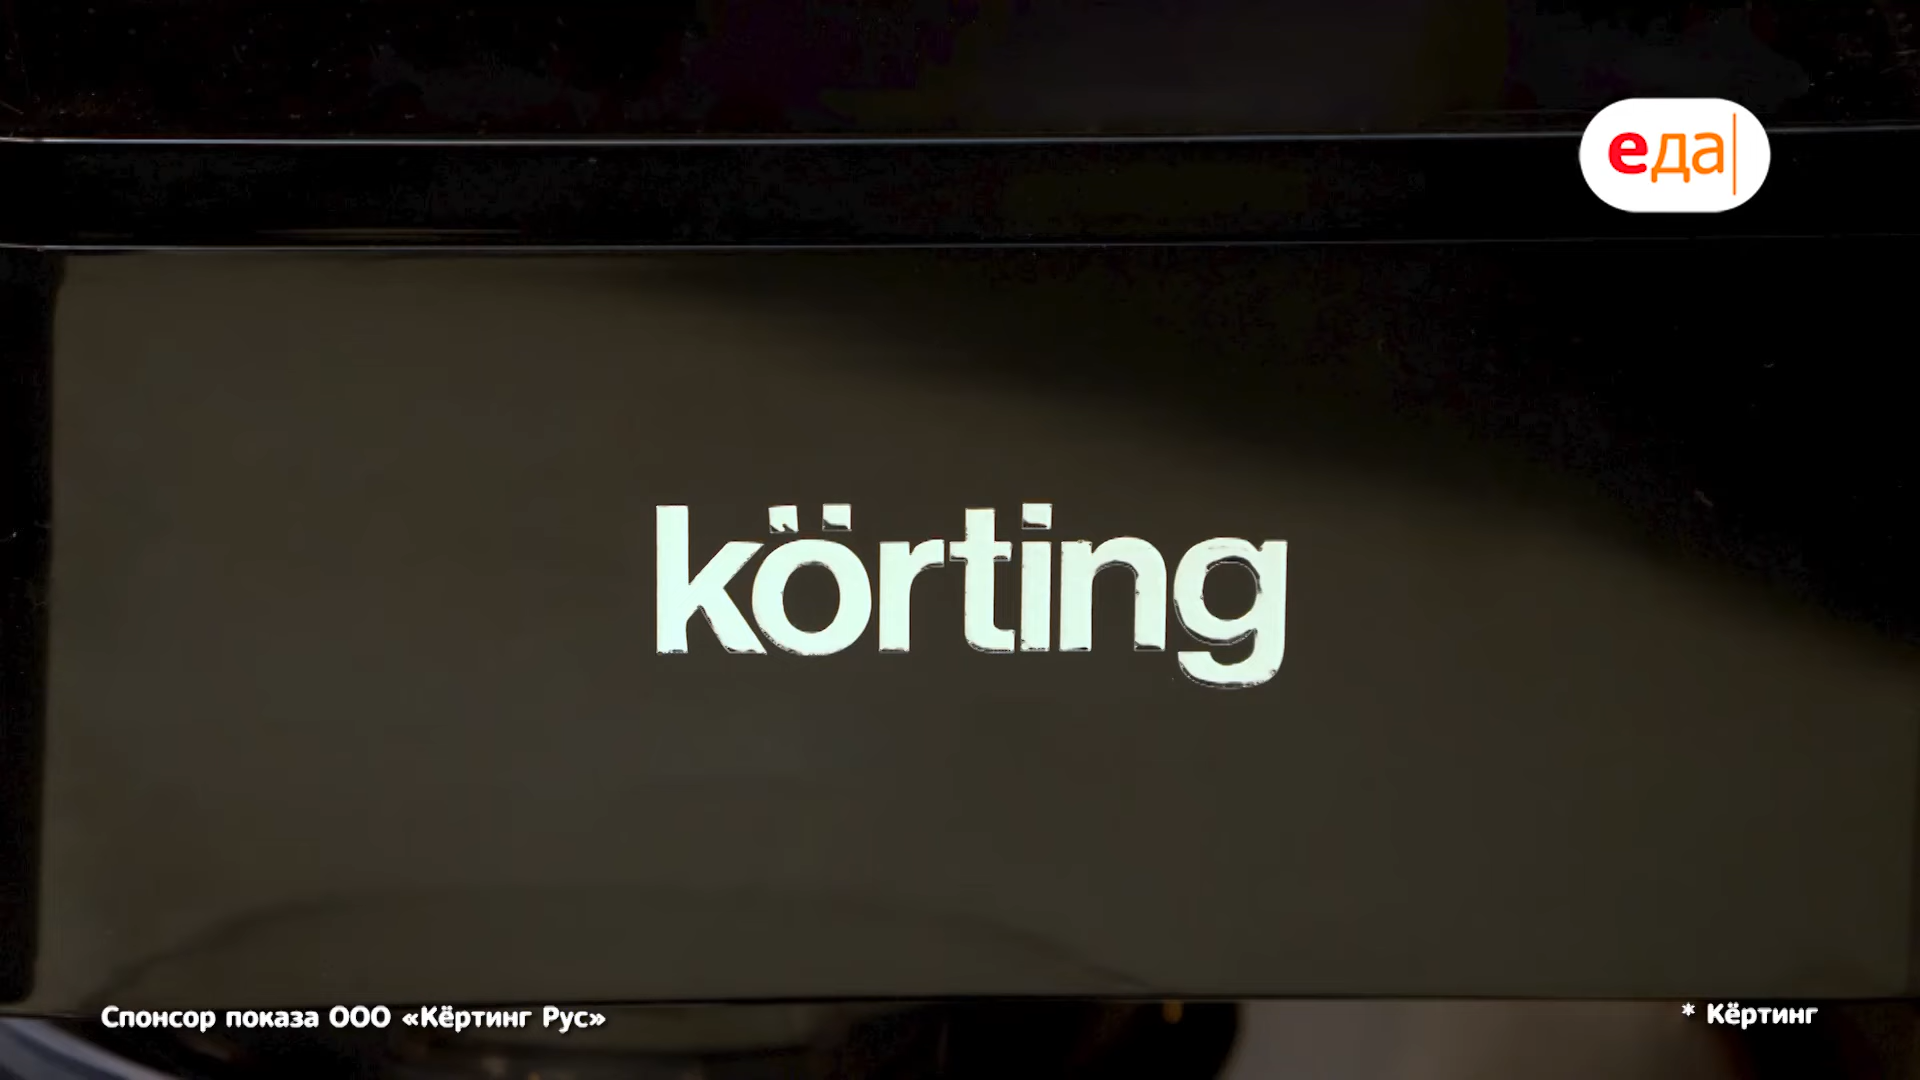 еда
körting
Спонсор показа ООО «Кёртинг Рус»
* Кёртинг